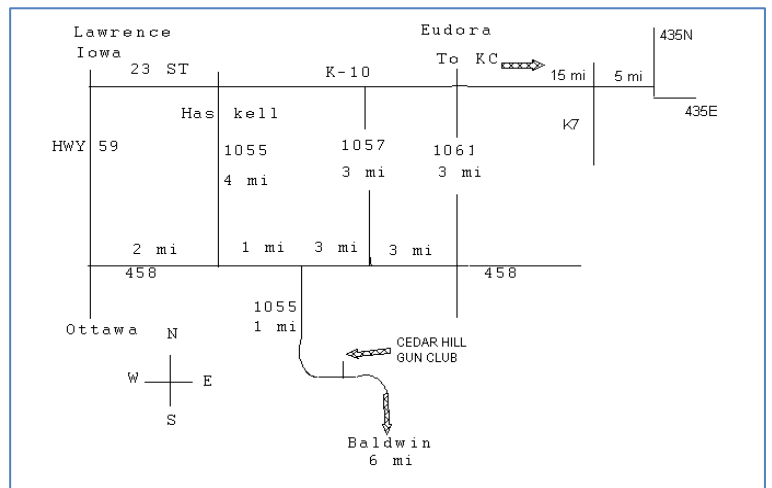 Lawrence
Iowa
Eudora
435N
23 ST
K-10
To KC
15 mi
5 mi
435E
Has kell
K7
HWY 59
1055
4 mi
1057
3 mi
1061
3 mi
2 mi
1 mi
3 mi
3 mi
458
458
1055
1 mi
Ottawa
N
W
E
S
CEDAR HILL
GUN CLUB
Baldwin
6 mi